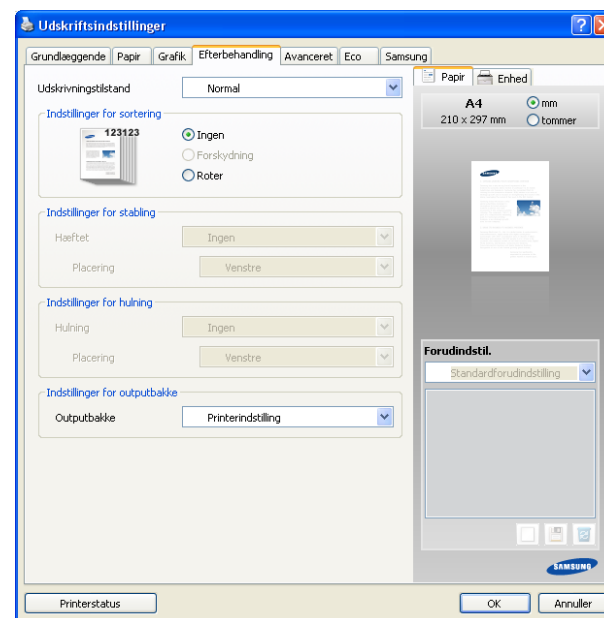 Udskriftsindstillinger
Grundlæggende Papir Grafik Efterbehandling Avanceret Eco Samsung
Udskrivningstilstand Normal
Indstillinger for sortering
123123
Ingen
Forskydning
Roter
Indstillinger for stabling
Hæftet Ingen
Placering Venstre
Indstillinger for hulning
Hulning Ingen
Placering Venstre
Indstillinger for outputbakke
Outputbakke Printerindstilling
Papir Enhed
A4
210 x 297 mm
mm
tommer
Forudindstil.
Standardforudindstilling
SAMSUNG
Printerstatus OK Annuller